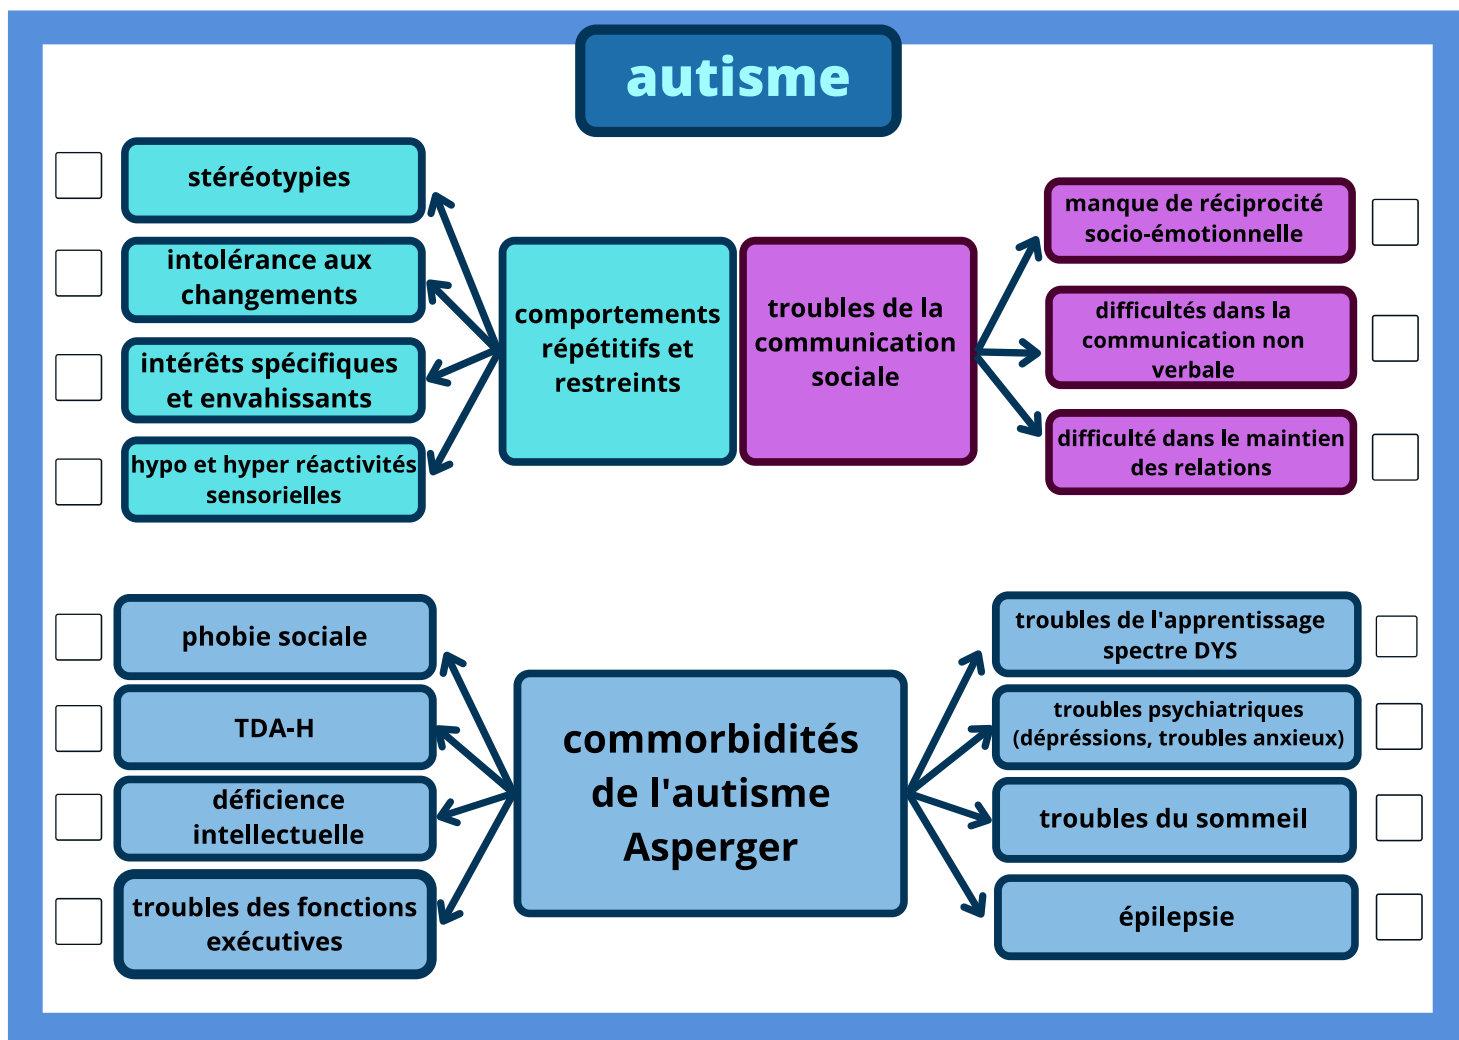 autisme
stéréotypies
intolérance aux
changements
intérêts spécifiques
et envahissants
hypo et hyper réactivités
sensorielles
comportements
répétitifs et
restreints
troubles de la
communication
sociale
manque de réciprocité
socio-émotionnelle
difficultés dans la
communication non
verbale
difficulté dans le maintien
des relations
phobie sociale
TDA-H
déficience
intellectuelle
troubles des fonctions
exécutives
commorbidités
de l'autisme
Asperger
troubles de l'apprentissage
spectre DYS
troubles psychiatriques
(dépréssions, troubles anxieux)
troubles du sommeil
épilepsie